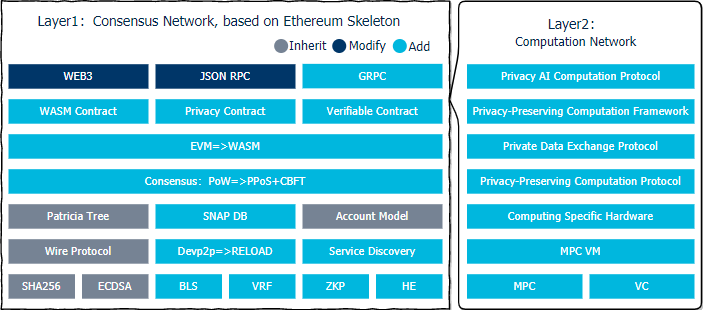 Layer1: Consensus Network, based on Ethereum Skeleton
Inherit Modify Add
WEB3 JSON RPC GRPC
WASM Contract Privacy Contract Verifiable Contract
EVM=>WASM
Consensus: PoW=>PPoS+CBFT
Patricia Tree SNAP DB Account Model
Wire Protocol Devp2p=>RELOAD Service Discovery
SHA256 ECDSA BLS VRF ZKP HE
Layer2:
Computation Network
Privacy AI Computation Protocol
Privacy-Preserving Computation Framework
Private Data Exchange Protocol
Privacy-Preserving Computation Protocol
Computing Specific Hardware
MPC VM
MPC VC